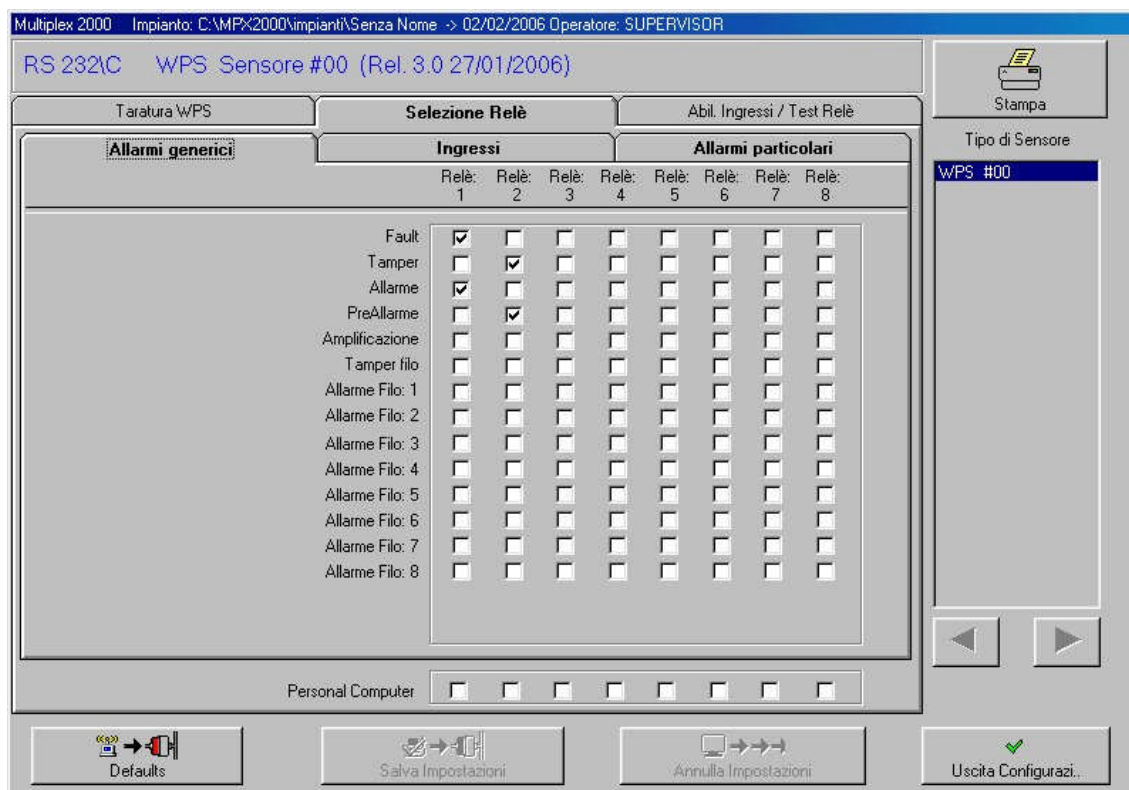 Multiplex 2000 Impianto: C:\MPX2000\impianti\Senza Nome -> 02/02/2006 Operatore: SUPERVISOR
RS 232\C WPS Sensore #00 (Rel. 3.0 27/01/2006)
Stampa
Taratura WPS Selezione Relè Abil. Ingressi / Test Relè
Allarmi generici Ingressi Allarmi particolari
Tipo di Sensore
WPS #00
Relè: Relè: Relè: Relè: Relè: Relè: Relè: Relè:
1 2 3 4 5 6 7 8
Fault
Tamper
Allarme
PreAllarme
Amplificazione
Tamper filo
Allarme Filo: 1
Allarme Filo: 2
Allarme Filo: 3
Allarme Filo: 4
Allarme Filo: 5
Allarme Filo: 6
Allarme Filo: 7
Allarme Filo: 8
Personal Computer
Defaults Salva Impostazioni Annulla Impostazioni Uscita Configurazi..